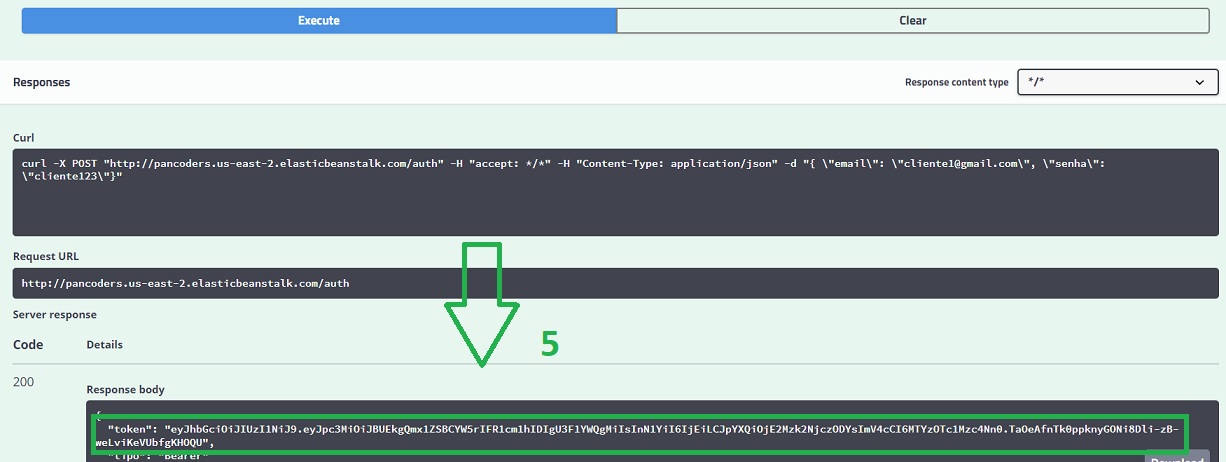 Execute
Clear
Responses
Response content type
*/*
Curl
curl -X POST "http://pancoders.us-east-2.elasticbeanstalk.com/auth" -H "accept: */*" -H "Content-Type: application/json" -d "{ \"email\": \"cliente1@gmail.com\", \"senha\":
\"cliente123\"}"
Request URL
http://pancoders.us-east-2.elasticbeanstalk.com/auth
Server response
5
Code
Details
200
Response body
{
"token": "eyJhbGciOiJIUzI1NiJ9.eyJpc3MiOiJBUEkgQmx1ZSBCYW5rIFR1cm1hIDIgU3F1YWQgMiIsInN1YiI6IjEiLCJpYXQiOjE2Mzk2NjczODYsImV4cCI6MTYzOTc1Mzc4Nn0.TaOeAfnTk0ppknyGONi8Dli-zB-
weLviKeVUbfgKHOQU",
"tipo": "Bearer"
Download